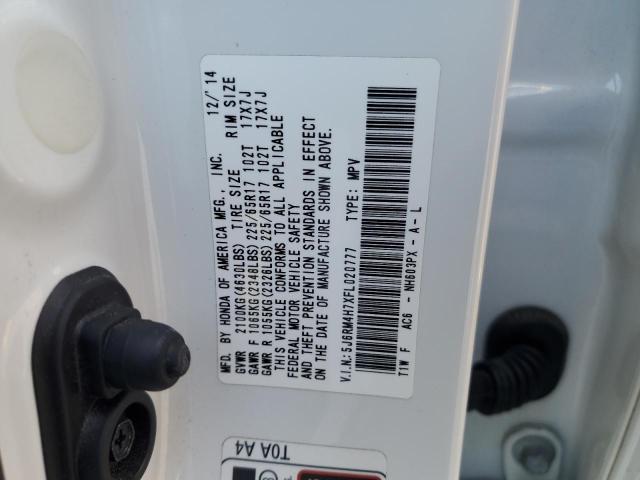 MFD. BY HONDA OF AMERICA MFG., INC. 12/'14
GVWR 2100KG(4630LBS) TIRE SIZE RIM SIZE
GAWR F 1065KG(2348LBS) 225/65R17 102T 17X7J
GAWR R 1055KG(2326LBS) 225/65R17 102T 17X7J
THIS VEHICLE CONFORMS TO ALL APPLICABLE
FEDERAL MOTOR VEHICLE SAFETY
AND THEFT PREVENTION STANDARDS IN EFFECT
ON THE DATE OF MANUFACTURE SHOWN ABOVE.
V.I.N.:5J6RM4H7XFL020777 TYPE: MPV
T1W F AC6 - NH603PX - A - L
T0A A4